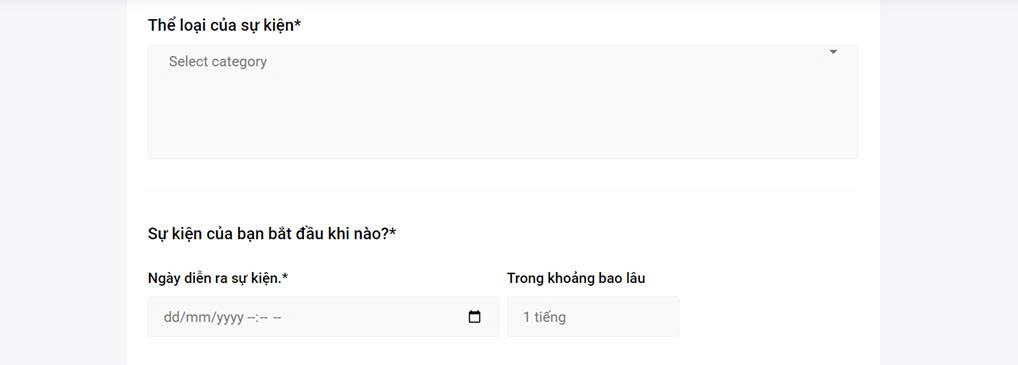 Thể loại của sự kiện*
Select category
Sự kiện của bạn bắt đầu khi nào?*
Ngày diễn ra sự kiện.*
Trong khoảng bao lâu
dd/mm/yyyy --:-- --
1 tiếng